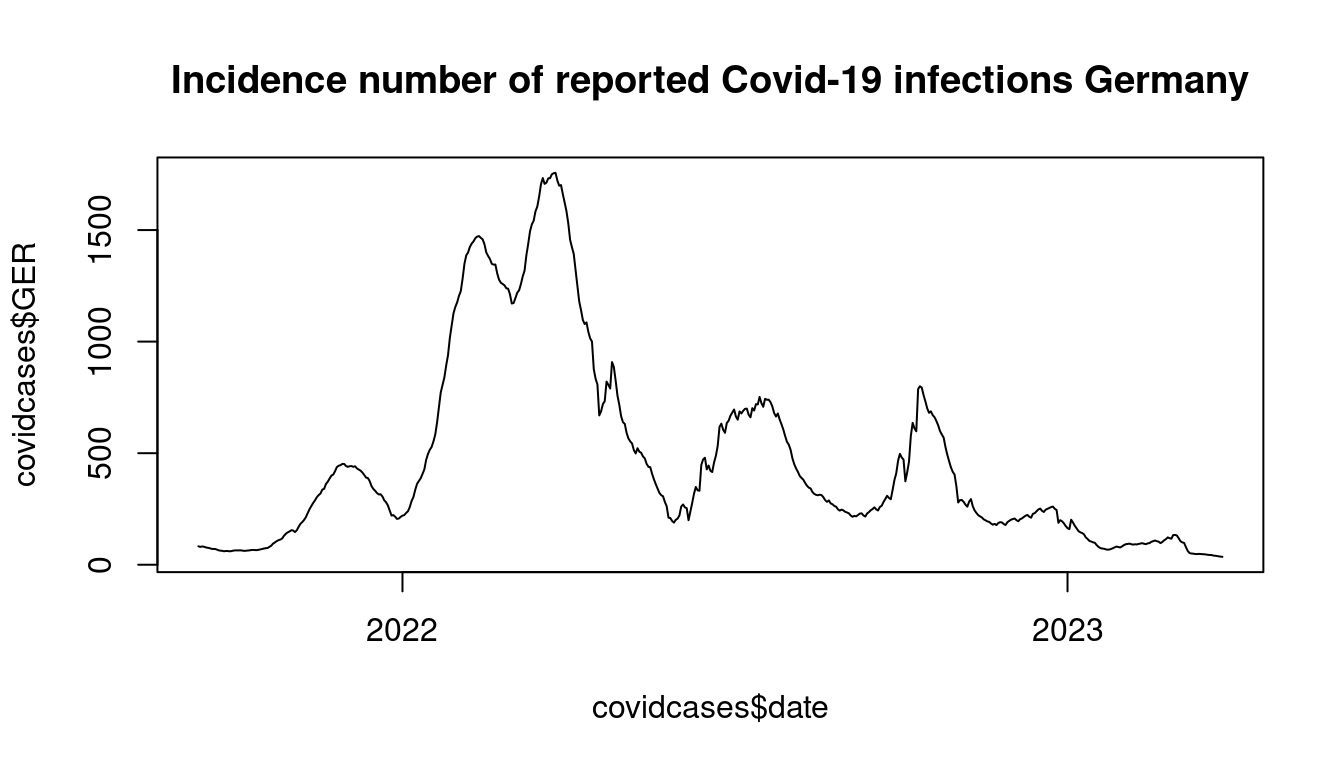 Incidence number of reported Covid-19 infections Germany
covidcases$GER
1500
1000
500
0
2022
2023
covidcases$date